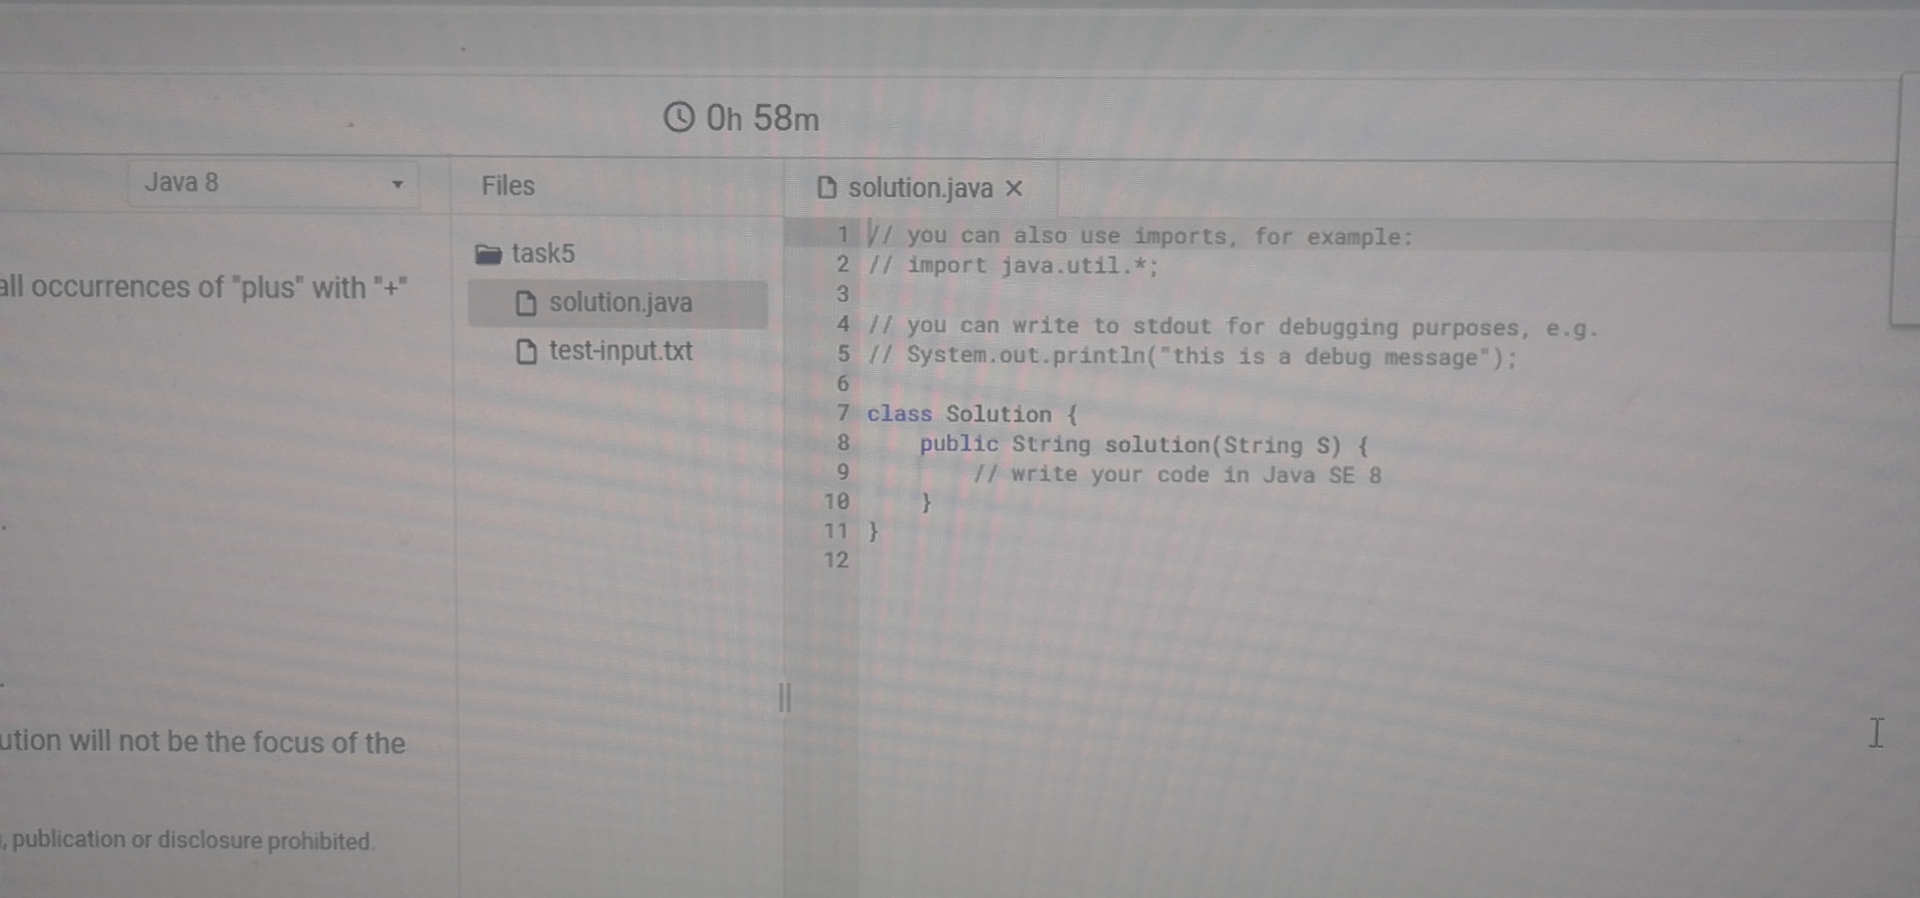 0h 58m
Java 8
Files
solution.java
task5
solution.java
test-input.txt
all occurrences of "plus" with "+"
.
.
ution will not be the focus of the
, publication or disclosure prohibited.
1 // you can also use imports, for example:
2 // import java.util.*;
3
4 // you can write to stdout for debugging purposes, e.g.
5 // System.out.println("this is a debug message");
6
7 class Solution {
8 public String solution(String S) {
9 // write your code in Java SE 8
10 }
11 }
12